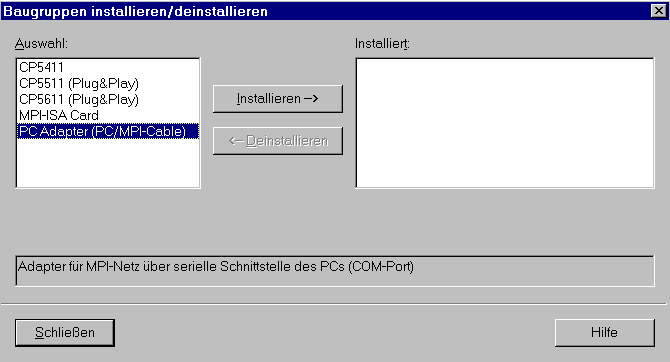 Baugruppen installieren/deinstallieren
Auswahl:
Installiert:
CP5411
CP5511 (Plug&Play)
CP5611 (Plug&Play)
MPI-ISA Card
PC Adapter (PC/MPI-Cable)
Installieren -->
<-- Deinstallieren
Adapter für MPI-Netz über serielle Schnittstelle des PCs (COM-Port)
Schließen
Hilfe